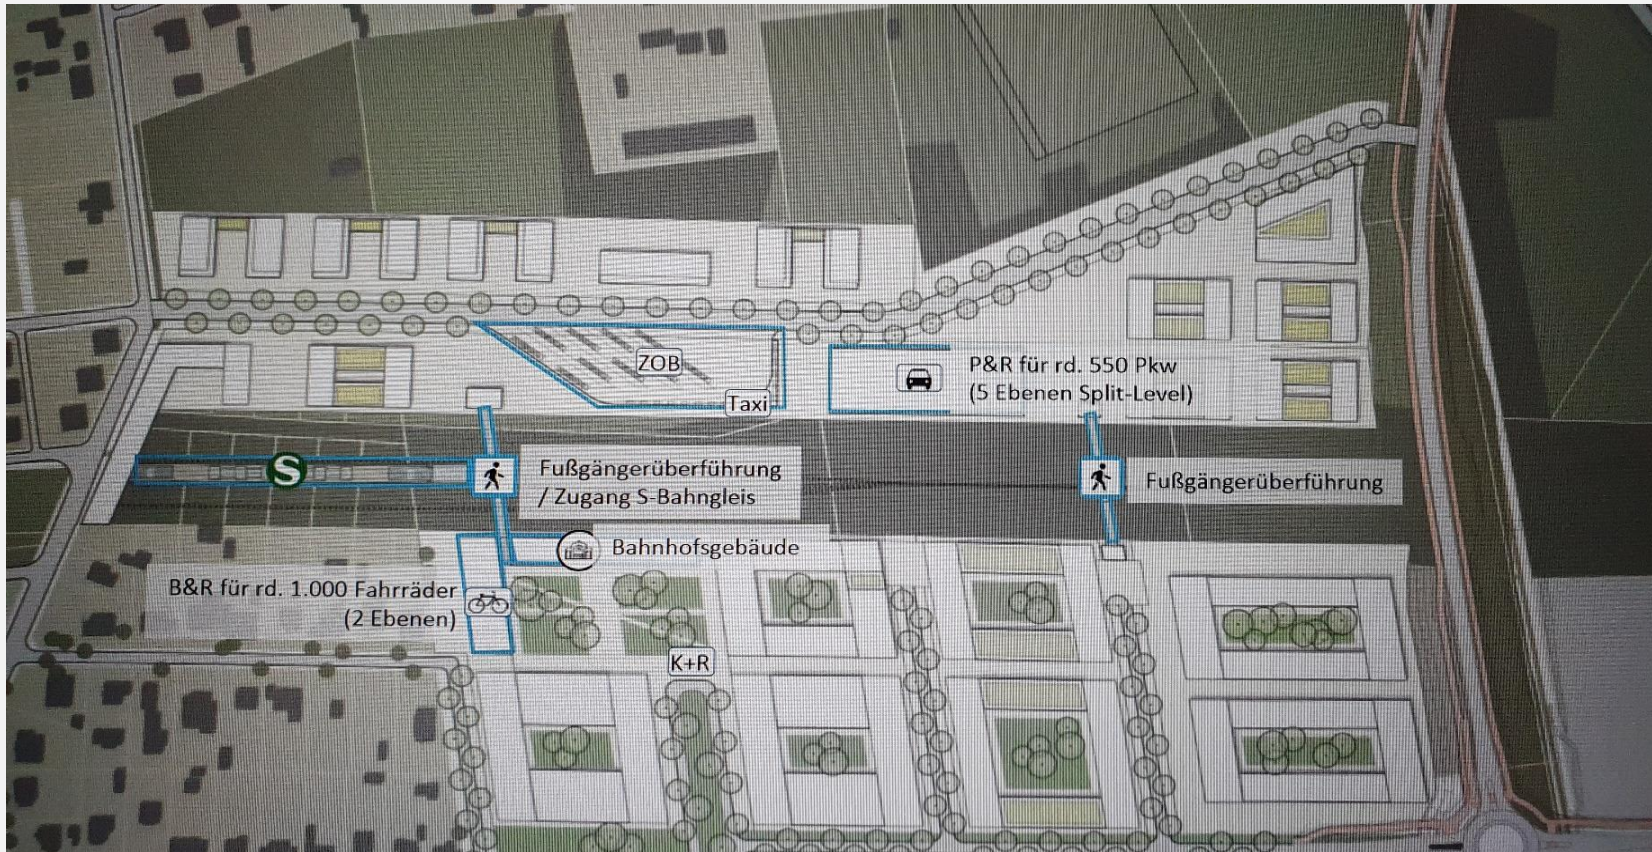 ZOB
Taxi
P&R für rd. 550 Pkw
(5 Ebenen Split-Level)
S
Fußgängerüberführung
/ Zugang S-Bahngleis
Fußgängerüberführung
Bahnhofsgebäude
B&R für rd. 1.000 Fahrräder
(2 Ebenen)
K+R